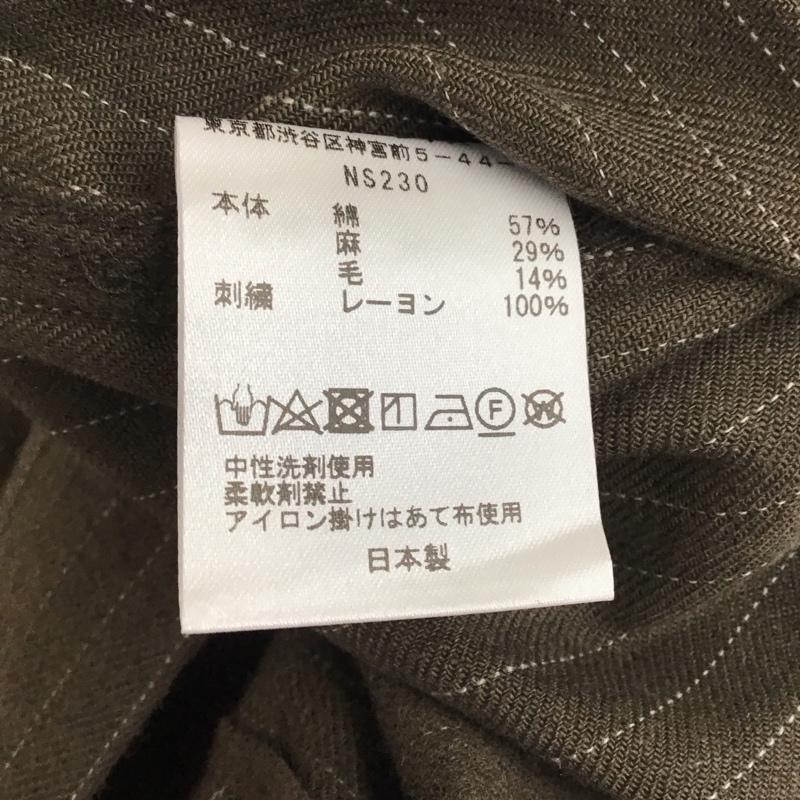 東京都渋谷区神宮前5-44-
NS230
本体 綿 57%
麻 29%
毛 14%
刺繍 レーヨン 100%
F W
中性洗剤使用
柔軟剤禁止
アイロン掛けはあて布使用
日本製